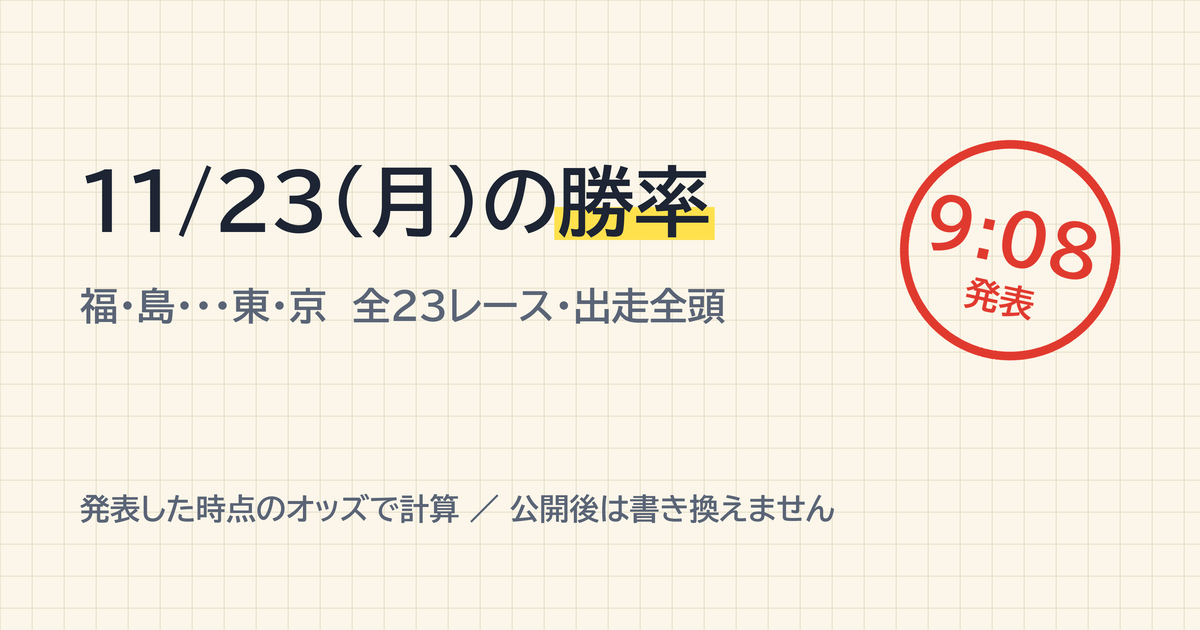 11/23(月)の勝率
福・島・・・東・京 全23レース・出走全頭
9:08
発表
発表した時点のオッズで計算 ／ 公開後は書き換えません